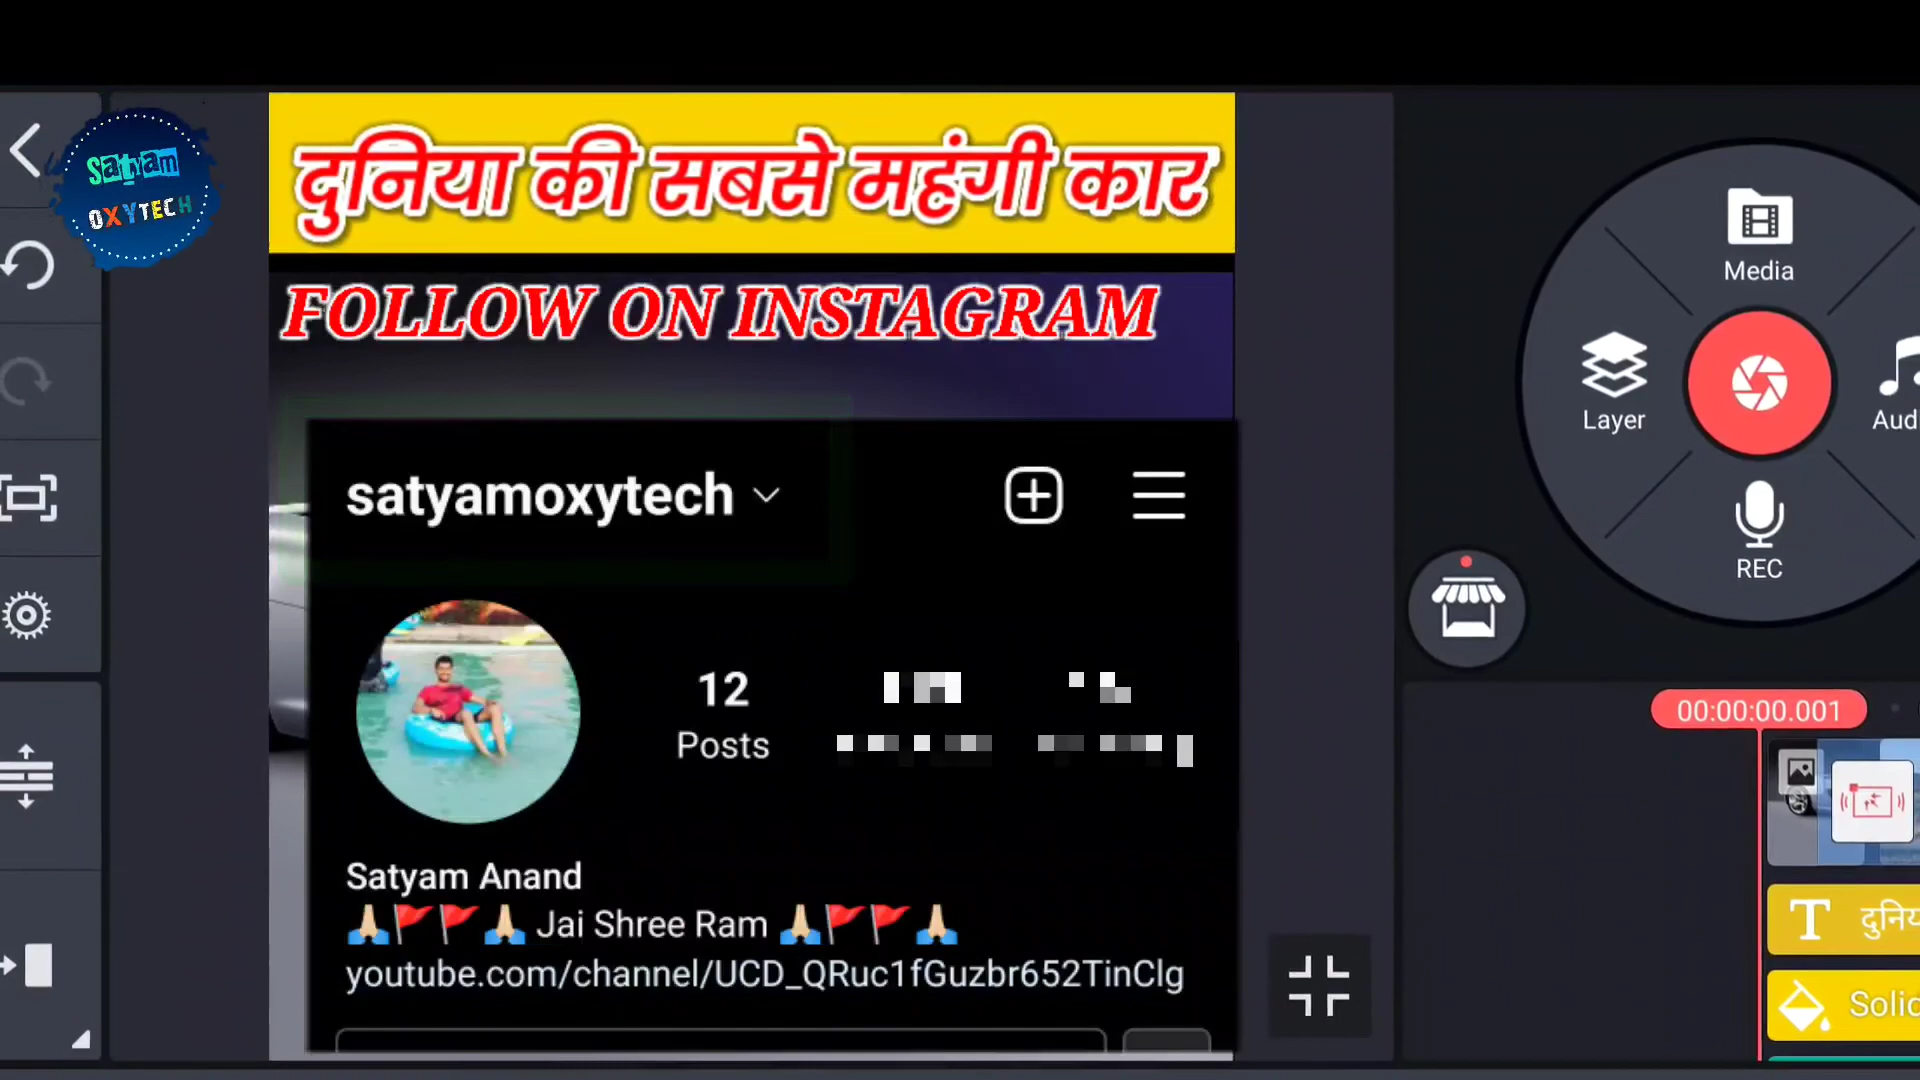 Satyam
OXYTECH
दुनिया की सबसे महंगी कार
FOLLOW ON INSTAGRAM
satyamoxytech
12
Posts
Satyam Anand
🙏🏼🚩🚩🙏🏼 Jai Shree Ram 🙏🏼🚩🚩🙏🏼
youtube.com/channel/UCD_QRuc1fGuzbr652TinClg
Media
Layer
Audi
REC
00:00:00.001
T
Solid